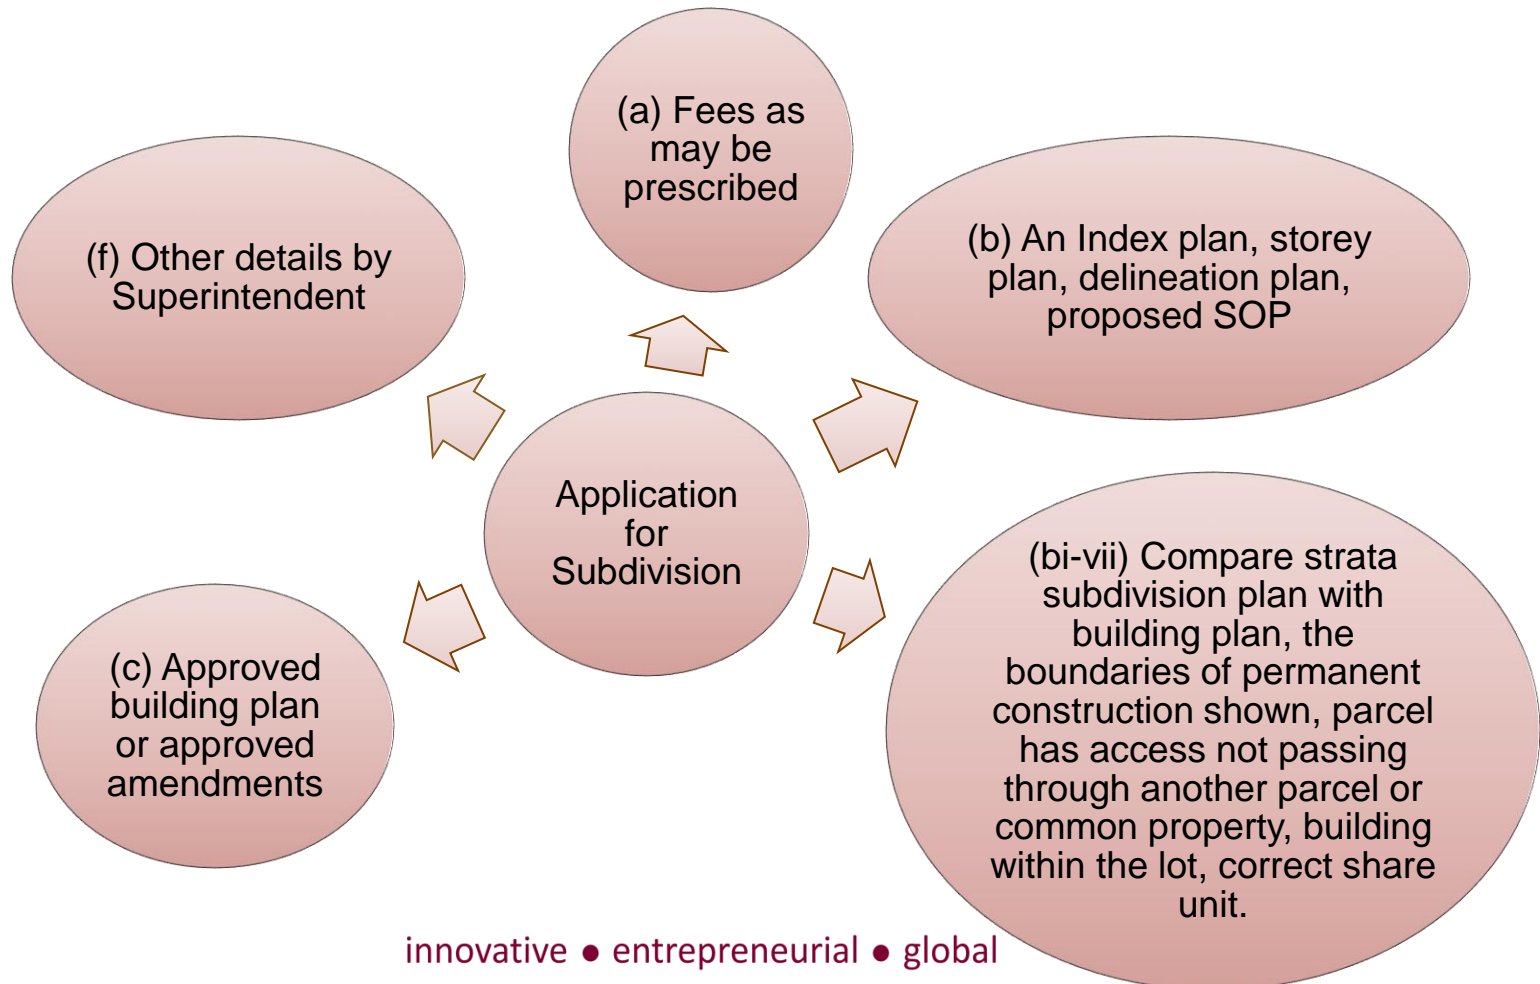 (a) Fees as
may be
prescribed
(b) An Index plan, storey
plan, delineation plan,
proposed SOP
(f) Other details by
Superintendent
Application
for
Subdivision
(bi-vii) Compare strata
subdivision plan with
building plan, the
boundaries of permanent
construction shown, parcel
has access not passing
through another parcel or
common property, building
within the lot, correct share
unit.
(c) Approved
building plan
or approved
amendments
innovative ● entrepreneurial ● global